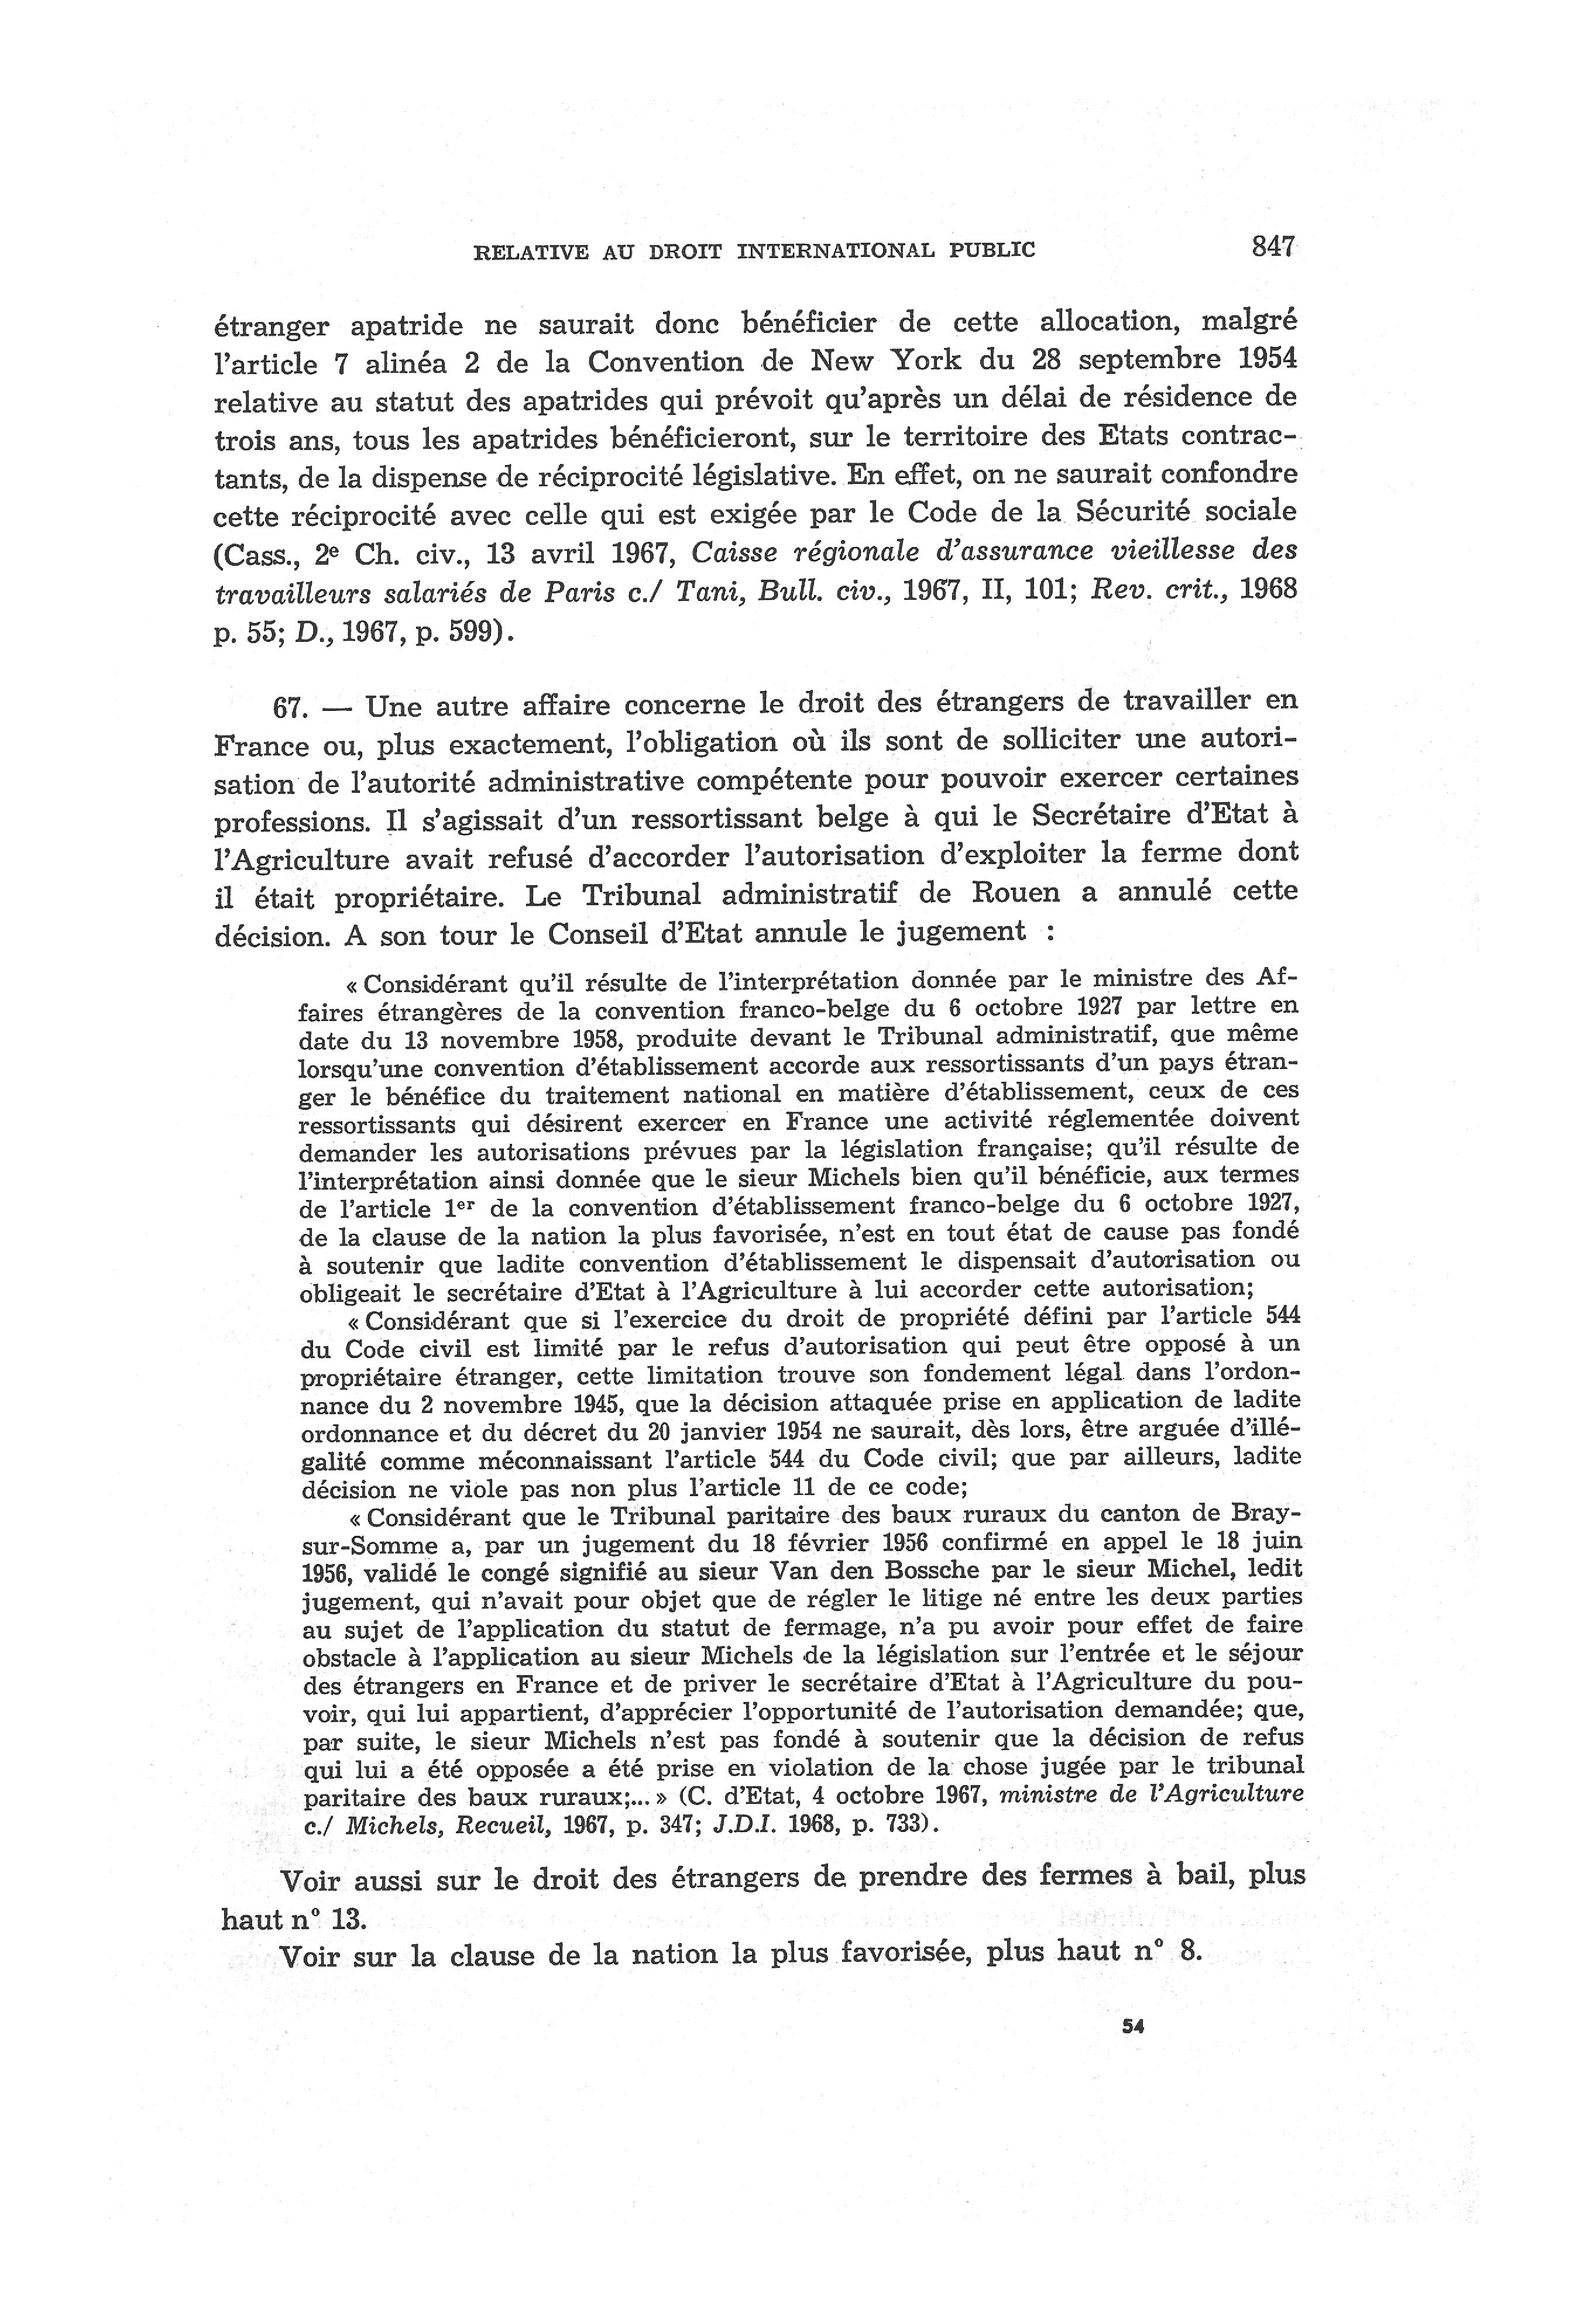 RELATIVE AU DROIT INTERNATIONAL PUBLIC 847
étranger apatride ne saurait donc bénéficier de cette allocation, malgré
l'article 7 alinéa 2 de la Convention de New York du 28 septembre 1954
relative au statut des apatrides qui prévoit qu'après un délai de résidence de
trois ans, tous les apatrides bénéficieront, sur le territoire des Etats contrac-
tants, de la dispense de réciprocité législative. En effet, on ne saurait confondre
cette réciprocité avec celle qui est exigée par le Code de la Sécurité sociale
(Cass., 2e Ch. civ., 13 avril 1967, Caisse régionale d'assurance vieillesse des
travailleurs salariés de Paris c./ Tani, Bull. civ., 1967, II, 101; Rev. crit., 1968
p. 55; D., 1967, p. 599).
67. — Une autre affaire concerne le droit des étrangers de travailler en
France ou, plus exactement, l'obligation où ils sont de solliciter une autori-
sation de l'autorité administrative compétente pour pouvoir exercer certaines
professions. Il s'agissait d'un ressortissant belge à qui le Secrétaire d'Etat à
l'Agriculture avait refusé d'accorder l'autorisation d'exploiter la ferme dont
il était propriétaire. Le Tribunal administratif de Rouen a annulé cette
décision. A son tour le Conseil d'Etat annule le jugement :
« Considérant qu'il résulte de l'interprétation donnée par le ministre des Af-
faires étrangères de la convention franco-belge du 6 octobre 1927 par lettre en
date du 13 novembre 1958, produite devant le Tribunal administratif, que même
lorsqu'une convention d'établissement accorde aux ressortissants d'un pays étran-
ger le bénéfice du traitement national en matière d'établissement, ceux de ces
ressortissants qui désirent exercer en France une activité réglementée doivent
demander les autorisations prévues par la législation française; qu'il résulte de
l'interprétation ainsi donnée que le sieur Michels bien qu'il bénéficie, aux termes
de l'article 1er de la convention d'établissement franco-belge du 6 octobre 1927,
de la clause de la nation la plus favorisée, n'est en tout état de cause pas fondé
à soutenir que ladite convention d'établissement le dispensait d'autorisation ou
obligeait le secrétaire d'Etat à l'Agriculture à lui accorder cette autorisation;
« Considérant que si l'exercice du droit de propriété défini par l'article 544
du Code civil est limité par le refus d'autorisation qui peut être opposé à un
propriétaire étranger, cette limitation trouve son fondement légal dans l'ordon-
nance du 2 novembre 1945, que la décision attaquée prise en application de ladite
ordonnance et du décret du 20 janvier 1954 ne saurait, dès lors, être arguée d'illé-
galité comme méconnaissant l'article 544 du Code civil; que par ailleurs, ladite
décision ne viole pas non plus l'article 11 de ce code;
« Considérant que le Tribunal paritaire des baux ruraux du canton de Bray-
sur-Somme a, par un jugement du 18 février 1956 confirmé en appel le 18 juin
1956, validé le congé signifié au sieur Van den Bossche par le sieur Michel, ledit
jugement, qui n'avait pour objet que de régler le litige né entre les deux parties
au sujet de l'application du statut de fermage, n'a pu avoir pour effet de faire
obstacle à l'application au sieur Michels de la législation sur l'entrée et le séjour
des étrangers en France et de priver le secrétaire d'Etat à l'Agriculture du pou-
voir, qui lui appartient, d'apprécier l'opportunité de l'autorisation demandée; que,
par suite, le sieur Michels n'est pas fondé à soutenir que la décision de refus
qui lui a été opposée a été prise en violation de la chose jugée par le tribunal
paritaire des baux ruraux;... » (C. d'Etat, 4 octobre 1967, ministre de l'Agriculture
c./ Michels, Recueil, 1967, p. 347; J.D.I. 1968, p. 733).
Voir aussi sur le droit des étrangers de prendre des fermes à bail, plus
haut n° 13.
Voir sur la clause de la nation la plus favorisée, plus haut n° 8.
54